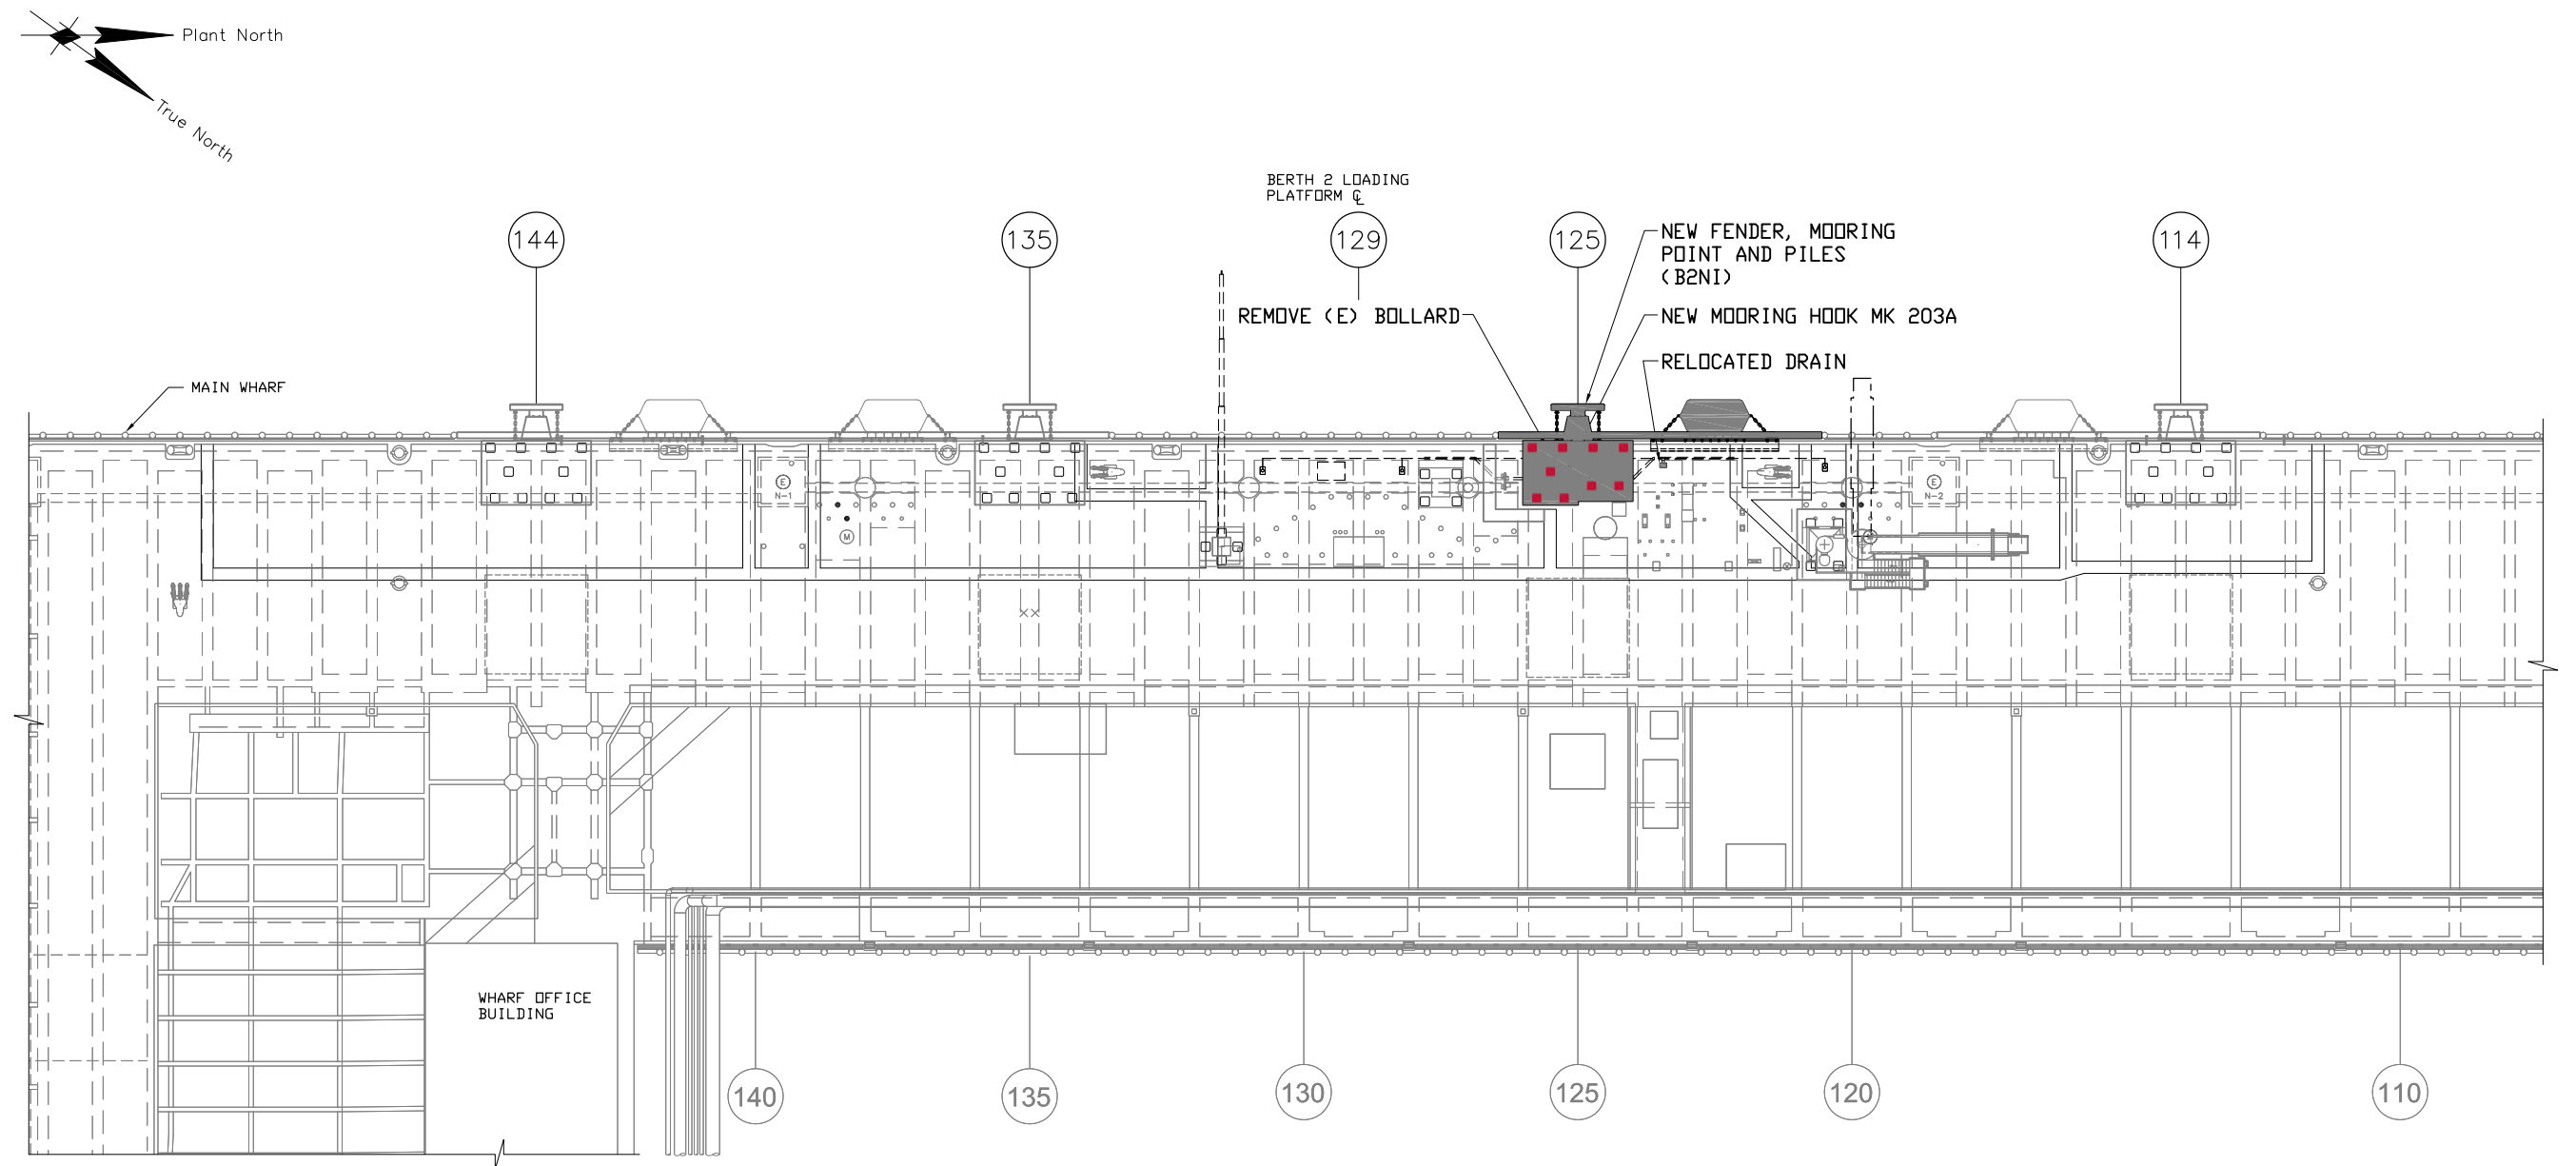 Plant North
True North
BERTH 2 LOADING
PLATFORM ℄
144
135
129
125
114
NEW FENDER, MOORING
POINT AND PILES
(B2NI)
REMOVE (E) BOLLARD
NEW MOORING HOOK MK 203A
RELOCATED DRAIN
MAIN WHARF
E
N-1
M
E
N-2
WHARF OFFICE
BUILDING
140
135
130
125
120
110